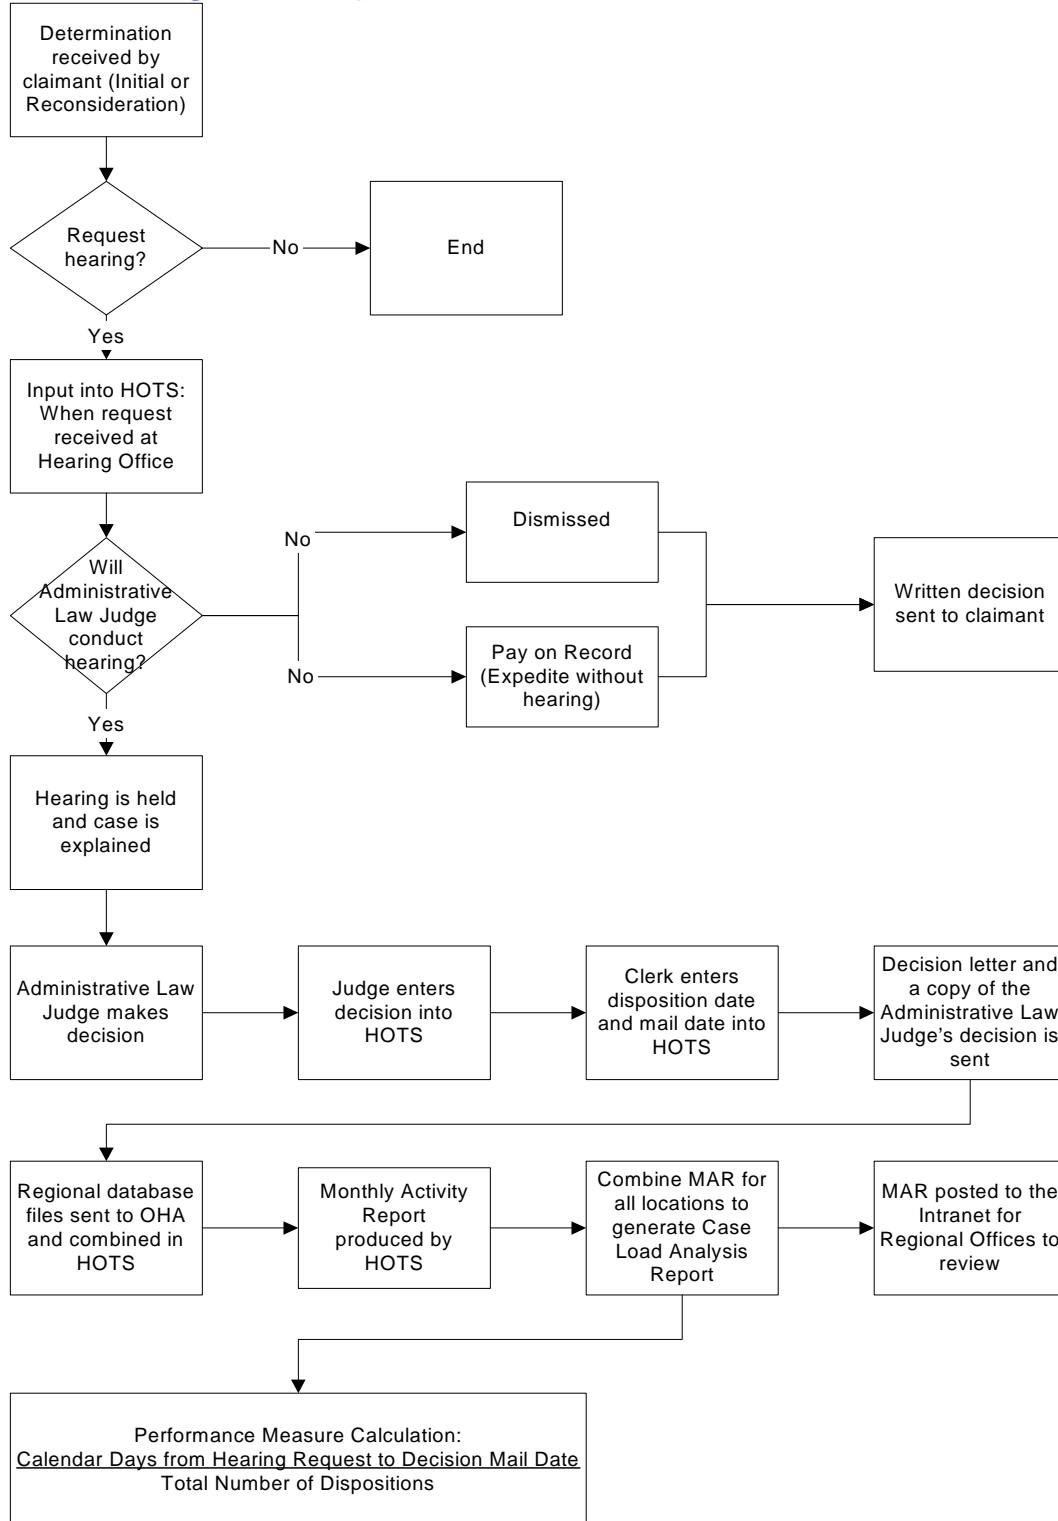 Determination
received by
claimant (Initial or
Reconsideration)
Request
hearing?
No
End
Yes
Input into HOTS:
When request
received at
Hearing Office
Will
Administrative
Law Judge
conduct
hearing?
No
Dismissed
No
Pay on Record
(Expedite without
hearing)
Written decision
sent to claimant
Yes
Hearing is held
and case is
explained
Administrative Law
Judge makes
decision
Judge enters
decision into
HOTS
Clerk enters
disposition date
and mail date into
HOTS
Decision letter and
a copy of the
Administrative Law
Judge's decision is
sent
Regional database
files sent to OHA
and combined in
HOTS
Monthly Activity
Report
produced by
HOTS
Combine MAR for
all locations to
generate Case
Load Analysis
Report
MAR posted to the
Intranet for
Regional Offices to
review
Performance Measure Calculation:
Calendar Days from Hearing Request to Decision Mail Date
Total Number of Dispositions